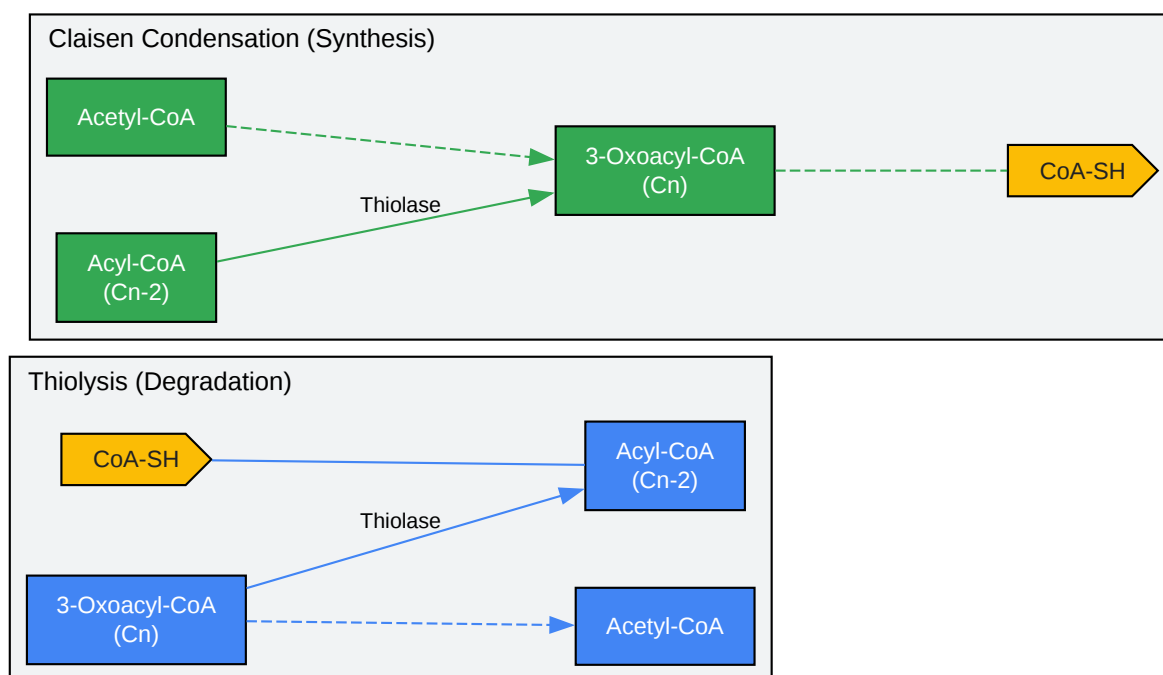 Claisen Condensation (Synthesis)
Acetyl-CoA
3-Oxoacyl-CoA
(Cn)
CoA-SH
Thiolase
Acyl-CoA
(Cn-2)
Thiolysis (Degradation)
CoA-SH
Acyl-CoA
(Cn-2)
Thiolase
3-Oxoacyl-CoA
(Cn)
Acetyl-CoA